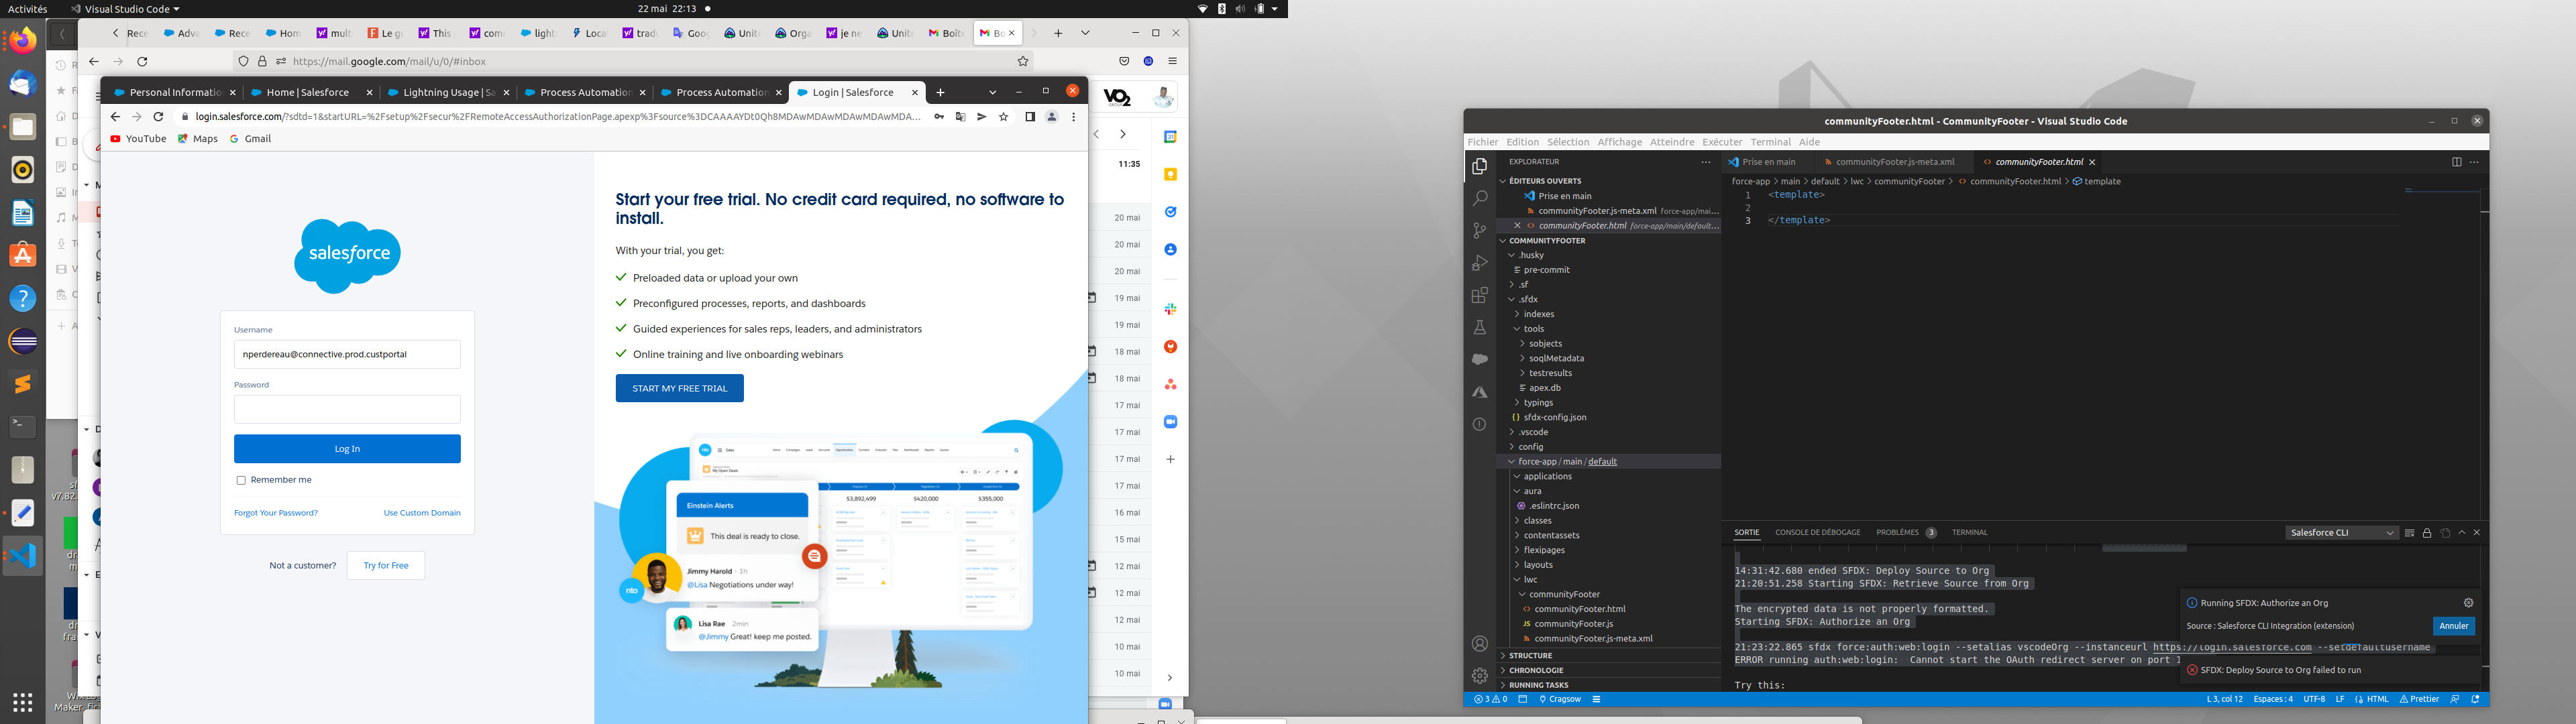 Activités
Visual Studio Code
22 mai 22:13
Rece
Adva
Rece
Hom
multi
Le gu
This
com
light
Loca
trad
Goog
Unite
Orga
je ne
Unite
Boîte
Bo
https://mail.google.com/mail/u/0/#inbox
Personal Informatio
Home | Salesforce
Lightning Usage | Sa
Process Automation
Process Automation
Login | Salesforce
login.salesforce.com/?sdtd=1&startURL=%2Fsetup%2Fsecur%2FRemoteAccessAuthorizationPage.apexp%3Fsource%3DCAAAAYDt0Qh8MDAwMDAwMDAwMDAwMDA...
YouTube
Maps
Gmail
VO2
GROUP
11:35
20 mai
20 mai
20 mai
19 mai
19 mai
18 mai
18 mai
17 mai
17 mai
17 mai
17 mai
16 mai
15 mai
12 mai
12 mai
12 mai
10 mai
10 mai
salesforce
Username
nperdereau@connective.prod.custportal
Password
Log In
Remember me
Forgot Your Password?
Use Custom Domain
Not a customer?
Try for Free
Start your free trial. No credit card required, no software to
install.
With your trial, you get:
Preloaded data or upload your own
Preconfigured processes, reports, and dashboards
Guided experiences for sales reps, leaders, and administrators
Online training and live onboarding webinars
START MY FREE TRIAL
nto
Sales
My Open Deals
$3,892,499
$420,000
$355,000
Einstein Alerts
This deal is ready to close.
Jimmy Harold · 1h
@Lisa Negotiations under way!
nto
Lisa Rae 2min
@Jimmy Great! keep me posted.
communityFooter.html - CommunityFooter - Visual Studio Code
Fichier Edition Sélection Affichage Atteindre Exécuter Terminal Aide
EXPLORATEUR
ÉDITEURS OUVERTS
Prise en main
communityFooter.js-meta.xml force-app/mai...
communityFooter.html force-app/main/default...
COMMUNITYFOOTER
.husky
pre-commit
.sf
.sfdx
indexes
tools
sobjects
soqlMetadata
testresults
apex.db
typings
sfdx-config.json
.vscode
config
force-app / main / default
applications
aura
.eslintrc.json
classes
contentassets
flexipages
layouts
lwc
communityFooter
communityFooter.html
communityFooter.js
communityFooter.js-meta.xml
STRUCTURE
CHRONOLOGIE
RUNNING TASKS
Prise en main
communityFooter.js-meta.xml
communityFooter.html
force-app > main > default > lwc > communityFooter > communityFooter.html > template
1 <template>
2
3 </template>
SORTIE
CONSOLE DE DÉBOGAGE
PROBLÈMES 3
TERMINAL
Salesforce CLI
14:31:42.680 ended SFDX: Deploy Source to Org
21:20:51.258 Starting SFDX: Retrieve Source from Org
The encrypted data is not properly formatted.
Starting SFDX: Authorize an Org
21:23:22.865 sfdx force:auth:web:login --setalias vscodeOrg --instanceurl https://login.salesforce.com --setdefaultusername
ERROR running auth:web:login: Cannot start the OAuth redirect server on port 1
Try this:
Running SFDX: Authorize an Org
Source : Salesforce CLI Integration (extension)
Annuler
SFDX: Deploy Source to Org failed to run
3 0
Cragsow
L 3, col 12
Espaces : 4
UTF-8
LF
HTML
Prettier